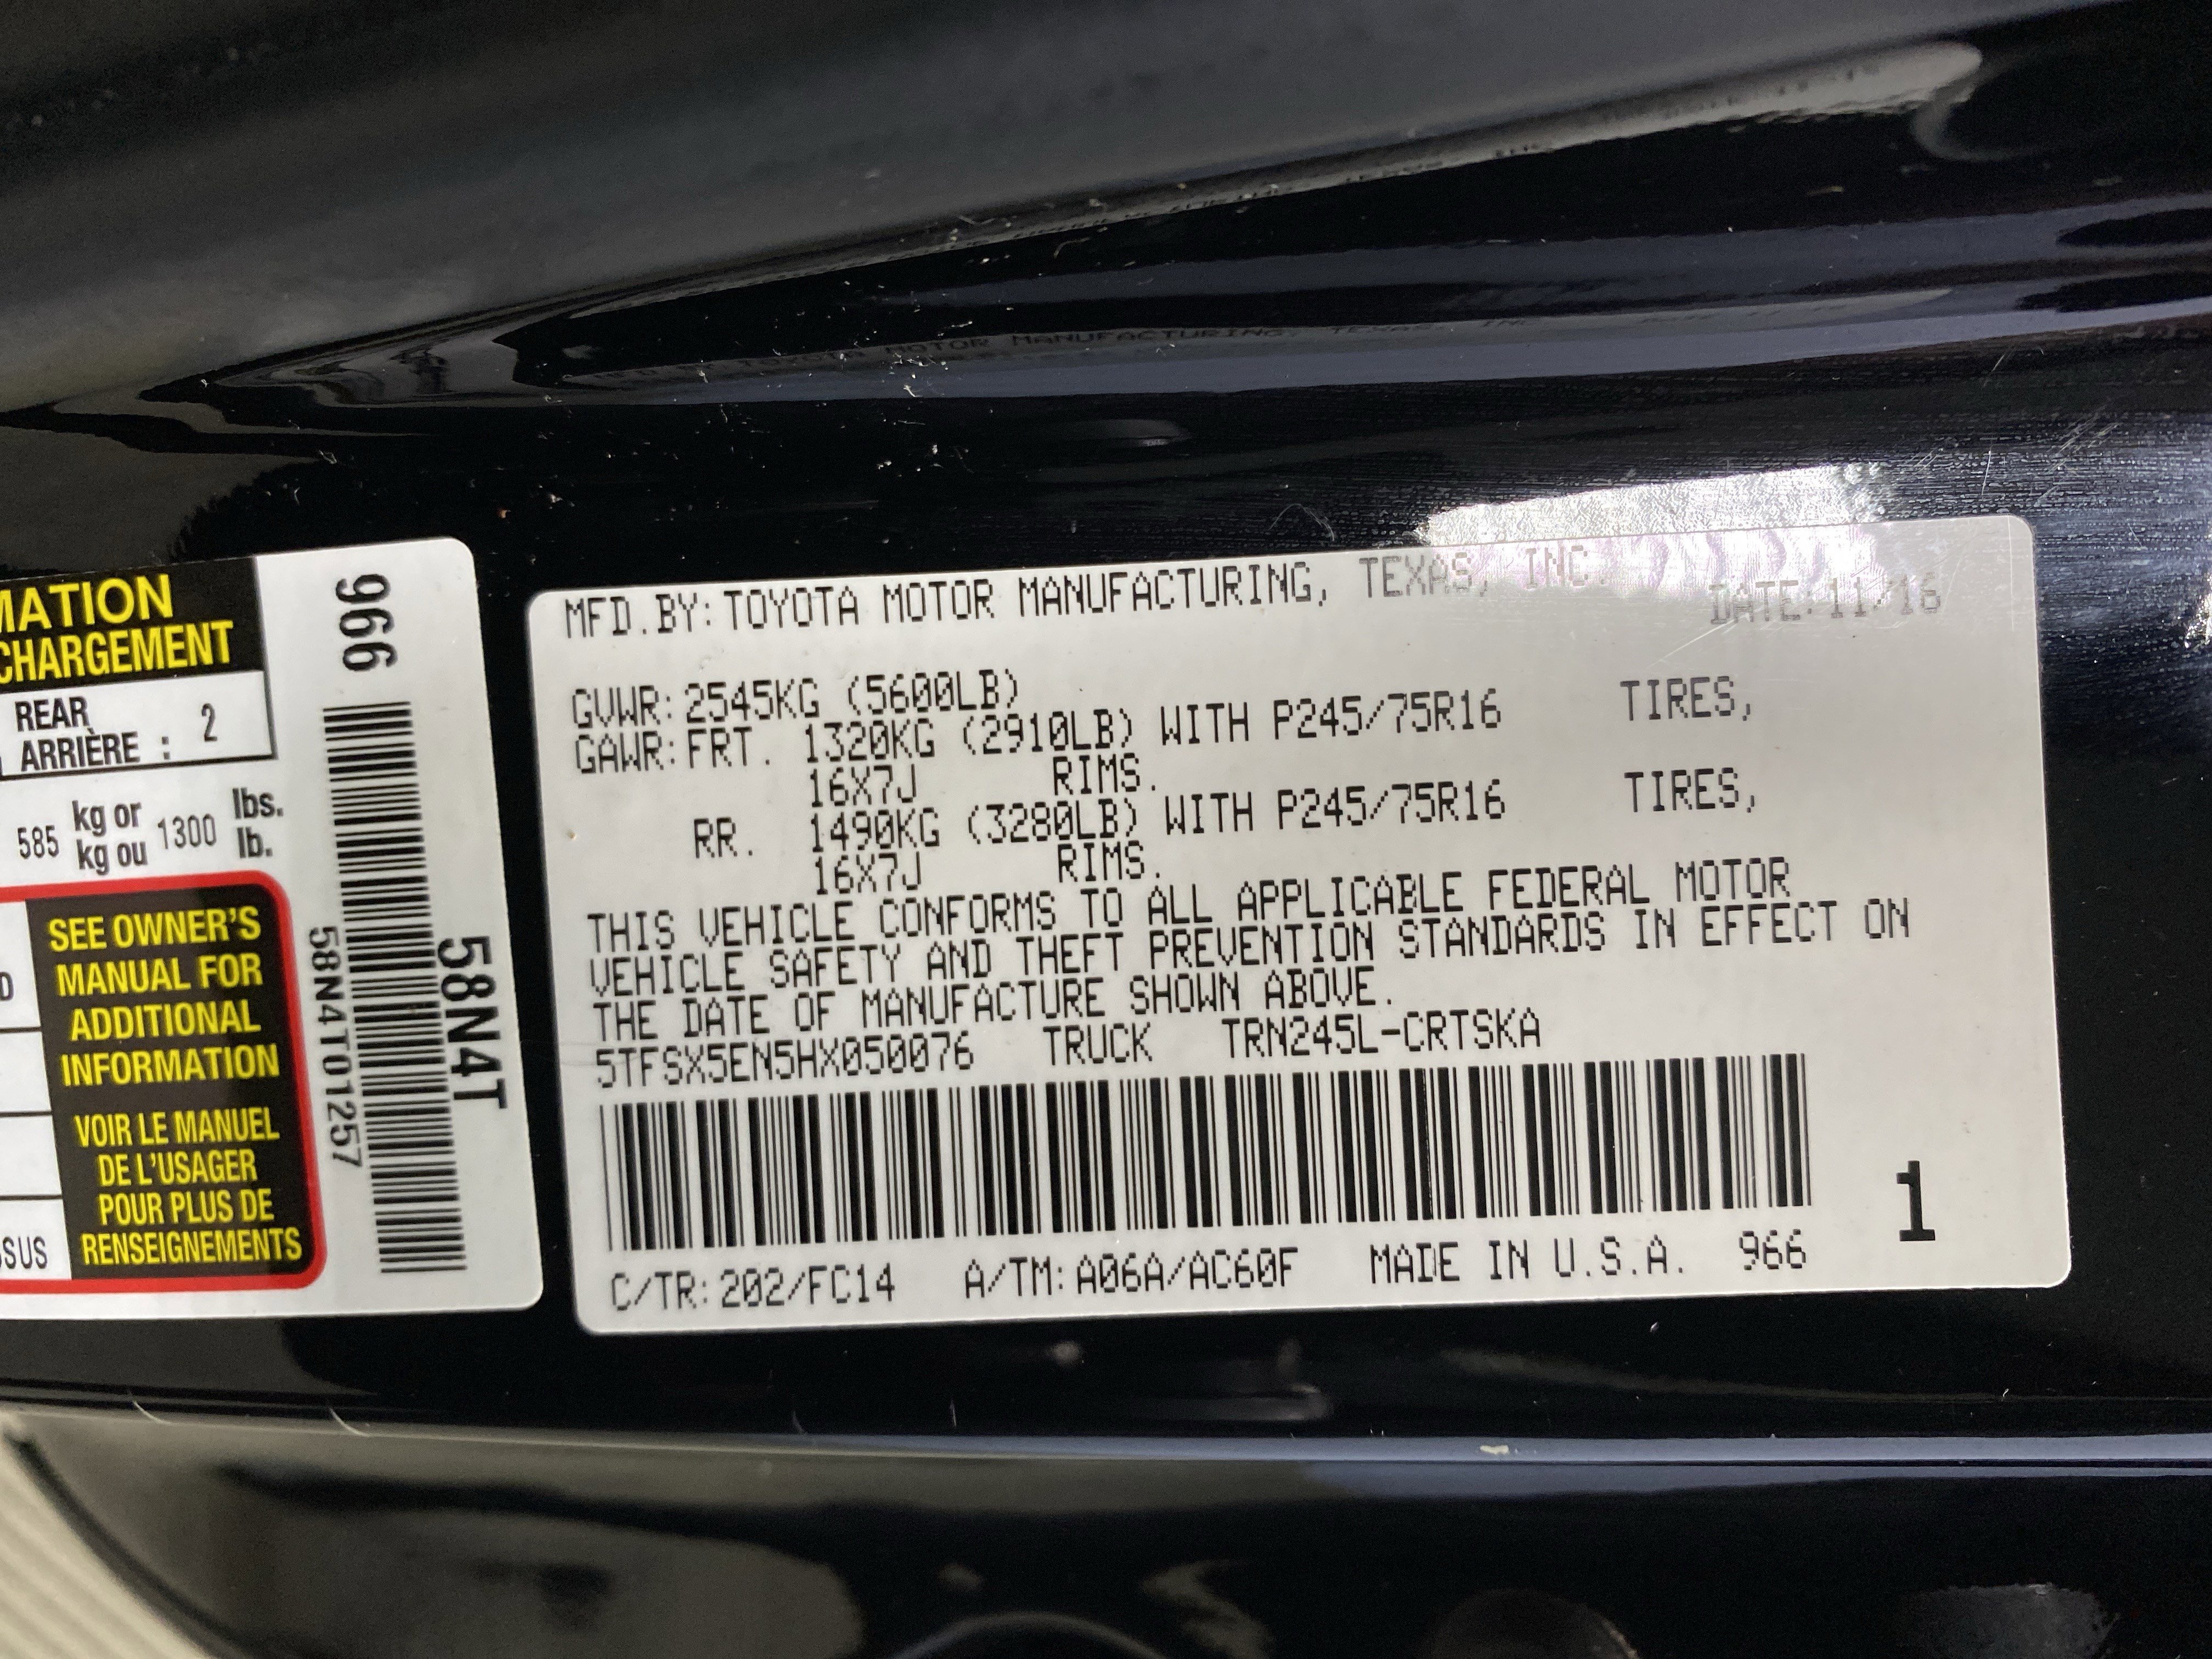 MATION
CHARGEMENT
REAR
ARRIÈRE : 2
585 kg or 1300 lbs.
kg ou lb.
D
SEE OWNER'S
MANUAL FOR
ADDITIONAL
INFORMATION
VOIR LE MANUEL
DE L'USAGER
POUR PLUS DE
RENSEIGNEMENTS
SUS
966
58N4T01257
58N4T
MFD.BY:TOYOTA MOTOR MANUFACTURING, TEXAS, INC.
DATE:11/16
GVWR:2545KG (5600LB)
GAWR:FRT. 1320KG (2910LB) WITH P245/75R16 TIRES,
16X7J RIMS.
RR. 1490KG (3280LB) WITH P245/75R16 TIRES,
16X7J RIMS.
THIS VEHICLE CONFORMS TO ALL APPLICABLE FEDERAL MOTOR
VEHICLE SAFETY AND THEFT PREVENTION STANDARDS IN EFFECT ON
THE DATE OF MANUFACTURE SHOWN ABOVE.
5TFSX5EN5HX050076 TRUCK TRN245L-CRTSKA
1
C/TR:202/FC14 A/TM:A06A/AC60F MADE IN U.S.A. 966